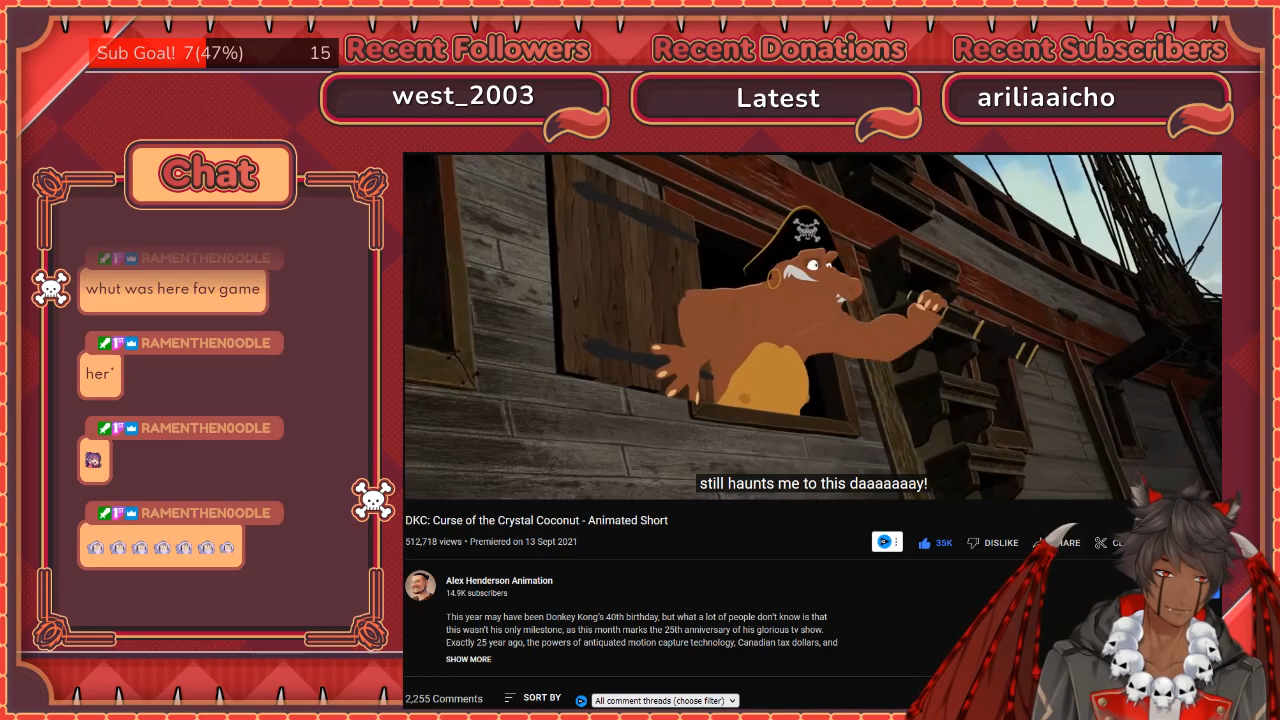 Sub Goal! 7(47%) 15
Recent Followers
Recent Donations
Recent Subscribers
west_2003
Latest
ariliaaicho
Chat
1st RAMENTHEN00DLE
whut was here fav game
1st RAMENTHEN00DLE
her*
1st RAMENTHEN00DLE
1st RAMENTHEN00DLE
still haunts me to this daaaaaaay!
DKC: Curse of the Crystal Coconut - Animated Short
512,718 views • Premiered on 13 Sept 2021
35K
DISLIKE
Alex Henderson Animation
14.9K subscribers
This year may have been Donkey Kong's 40th birthday, but what a lot of people don't know is that
this wasn't his only milestone, as this month marks the 25th anniversary of his glorious tv show.
Exactly 25 year ago, the powers of antiquated motion capture technology, Canadian tax dollars, and
SHOW MORE
2,255 Comments
SORT BY
All comment threads (choose filter)